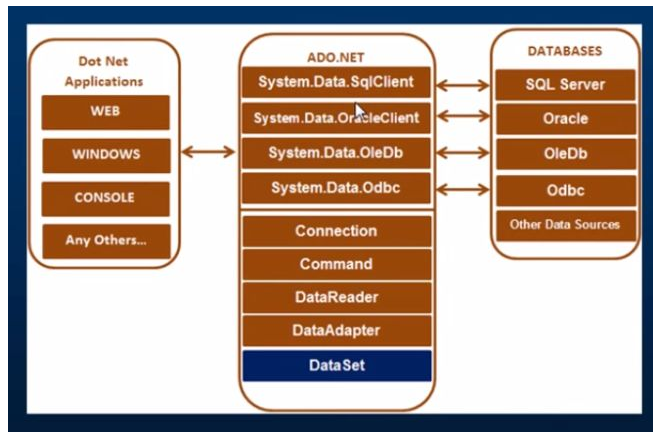 Dot Net
Applications
WEB
WINDOWS
CONSOLE
Any Others...
ADO.NET
System.Data.SqlClient
System.Data.OracleClient
System.Data.OleDb
System.Data.Odbc
Connection
Command
DataReader
DataAdapter
DataSet
DATABASES
SQL Server
Oracle
OleDb
Odbc
Other Data Sources